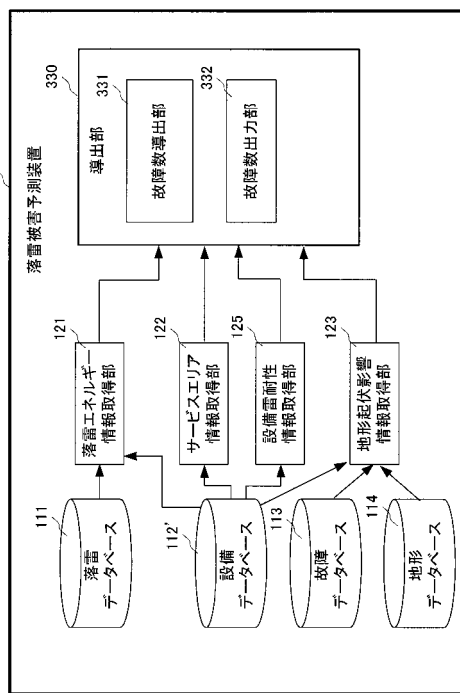 落雷被害予測装置
111
落雷
データベース
112'
設備
データベース
113
故障
データベース
114
地形
データベース
121
落雷エネルギー
情報取得部
122
サービスエリア
情報取得部
125
設備雷耐性
情報取得部
123
地形起伏影響
情報取得部
330
導出部
331
故障数導出部
332
故障数出力部